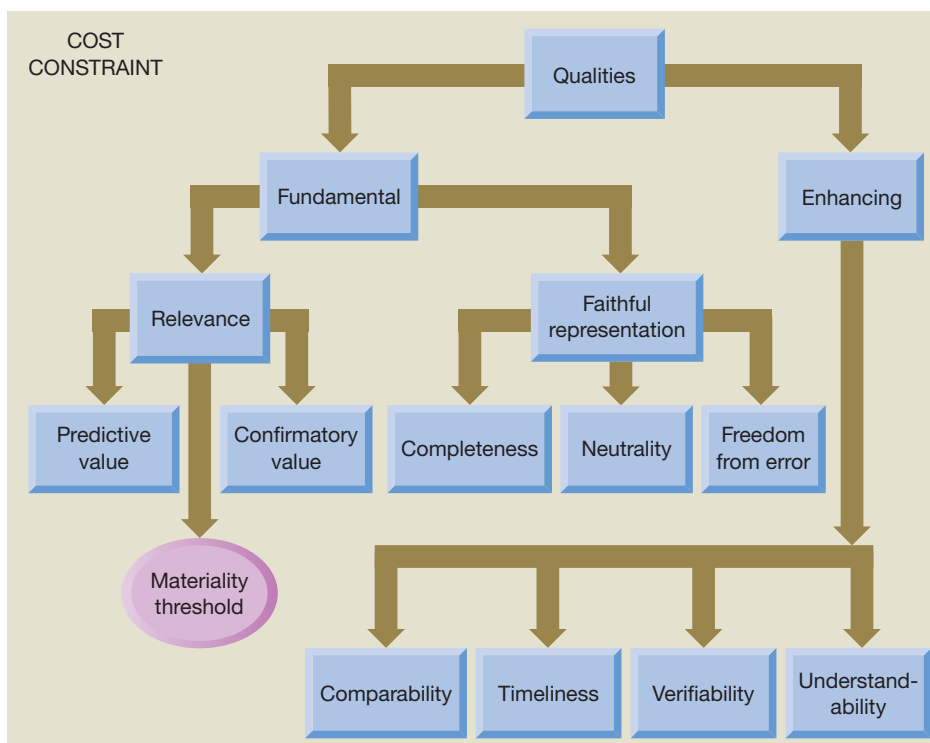 COST
CONSTRAINT
Qualities
Fundamental
Enhancing
Relevance
Faithful
representation
Predictive
value
Confirmatory
value
Completeness
Neutrality
Freedom
from error
Materiality
threshold
Comparability
Timeliness
Verifiability
Understand-
ability